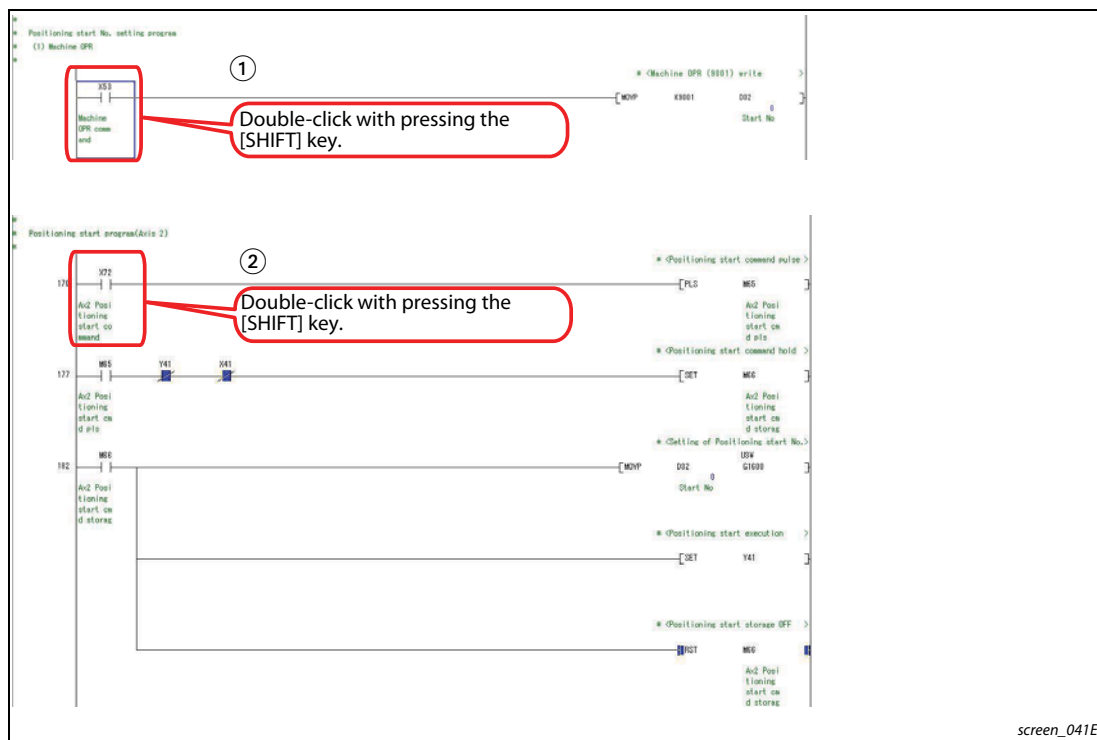 *
* Positioning start No. setting program
* (1) Machine OPR
*
①
* <Machine OPR (9001) write >
X53
MOVP K9001 D82
0
Machine
OPR comm
and
Start No
Double-click with pressing the
[SHIFT] key.
*
* Positioning start program(Axis 2)
*
②
* <Positioning start command pulse >
X72
170
PLS M65
Ax2 Posi
tioning
start co
mmand
Ax2 Posi
tioning
start cm
d pls
Double-click with pressing the
[SHIFT] key.
* <Positioning start command hold >
M65 Y41 X41
177
SET M66
Ax2 Posi
tioning
start cm
d pls
Ax2 Posi
tioning
start cm
d storag
* <Setting of Positioning start No.>
M66
182
MOVP D82 G1600
0
Start No
Ax2 Posi
tioning
start cm
d storag
* <Positioning start execution >
SET Y41
* <Positioning start storage OFF >
RST M66
Ax2 Posi
tioning
start cm
d storag
screen_041E